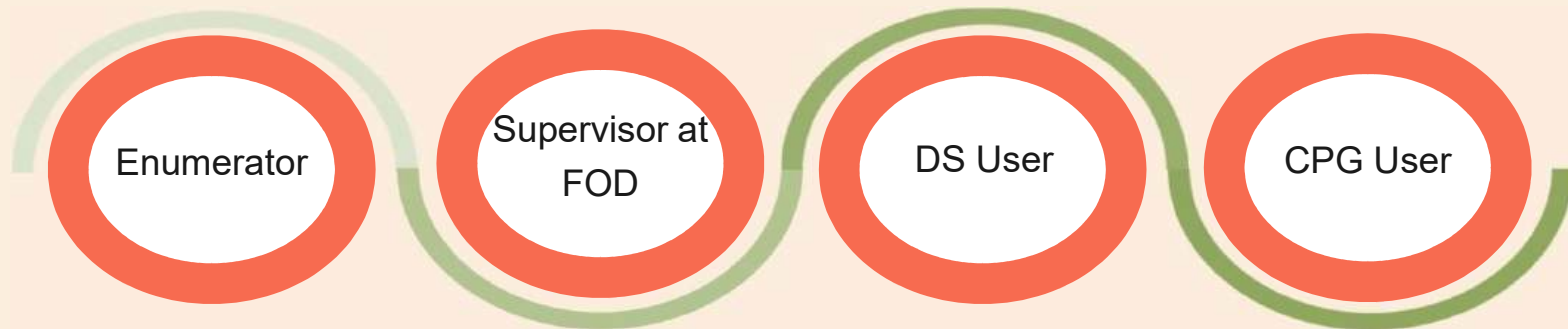 Enumerator
Supervisor at
FOD
DS User
CPG User